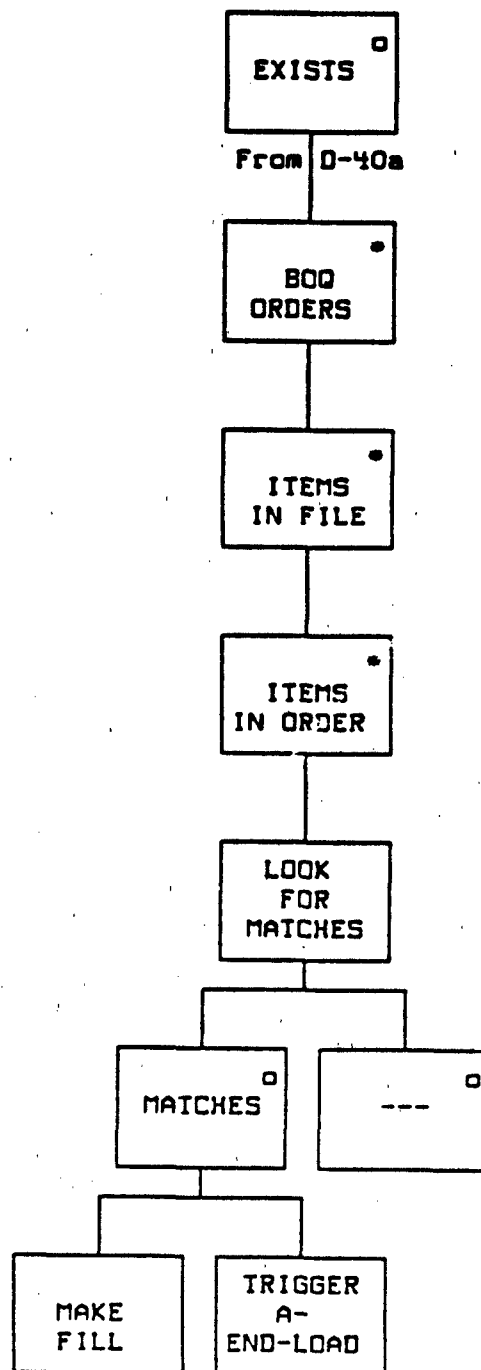 EXISTS
From D-40a
BOQ
ORDERS
ITEMS
IN FILE
ITEMS
IN ORDER
LOOK
FOR
MATCHES
MATCHES
---
MAKE
FILL
TRIGGER
A-
END-LOAD